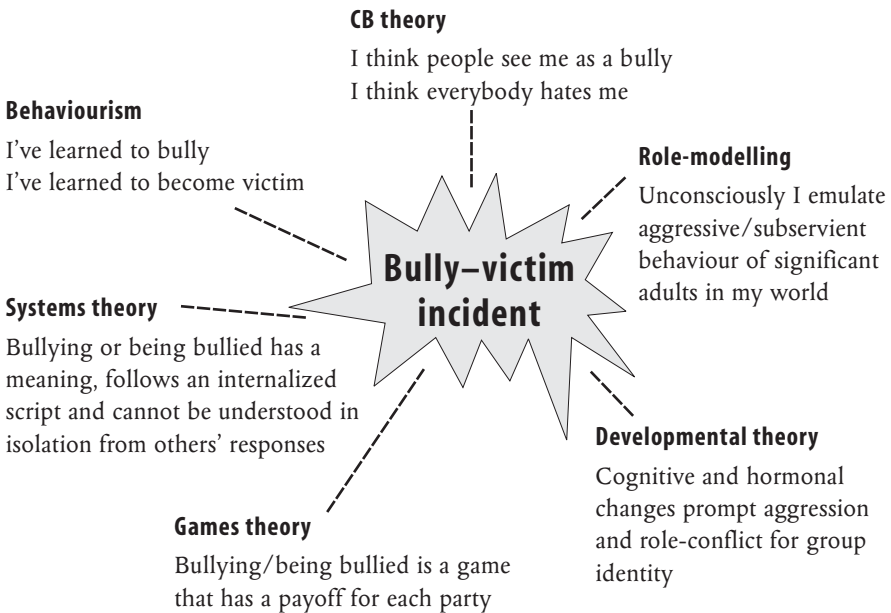 CB theory
I think people see me as a bully
I think everybody hates me
Behaviourism
I've learned to bully
I've learned to become victim
Role-modelling
Unconsciously I emulate
aggressive/subservient
behaviour of significant
adults in my world
Bully–victim
incident
Systems theory
Bullying or being bullied has a
meaning, follows an internalized
script and cannot be understood in
isolation from others' responses
Developmental theory
Cognitive and hormonal
changes prompt aggression
and role-conflict for group
identity
Games theory
Bullying/being bullied is a game
that has a payoff for each party